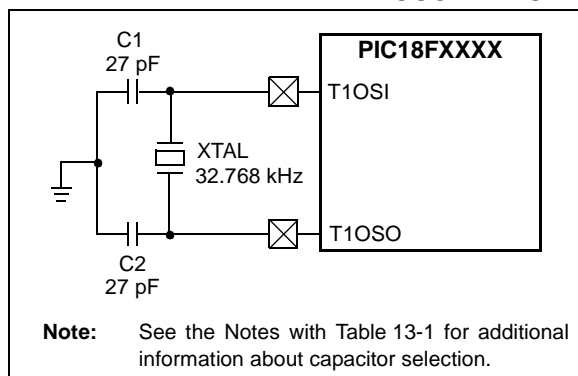 C1
27 pF
PIC18FXXXX
T1OSI
XTAL
32.768 kHz
T1OSO
C2
27 pF
Note: See the Notes with Table 13-1 for additional
information about capacitor selection.